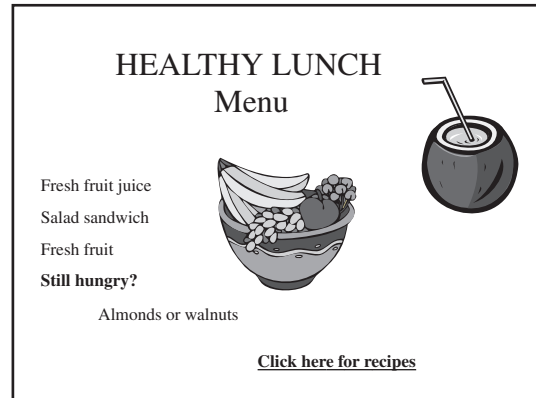 HEALTHY LUNCH
Menu
Fresh fruit juice
Salad sandwich
Fresh fruit
Still hungry?
Almonds or walnuts
Click here for recipes